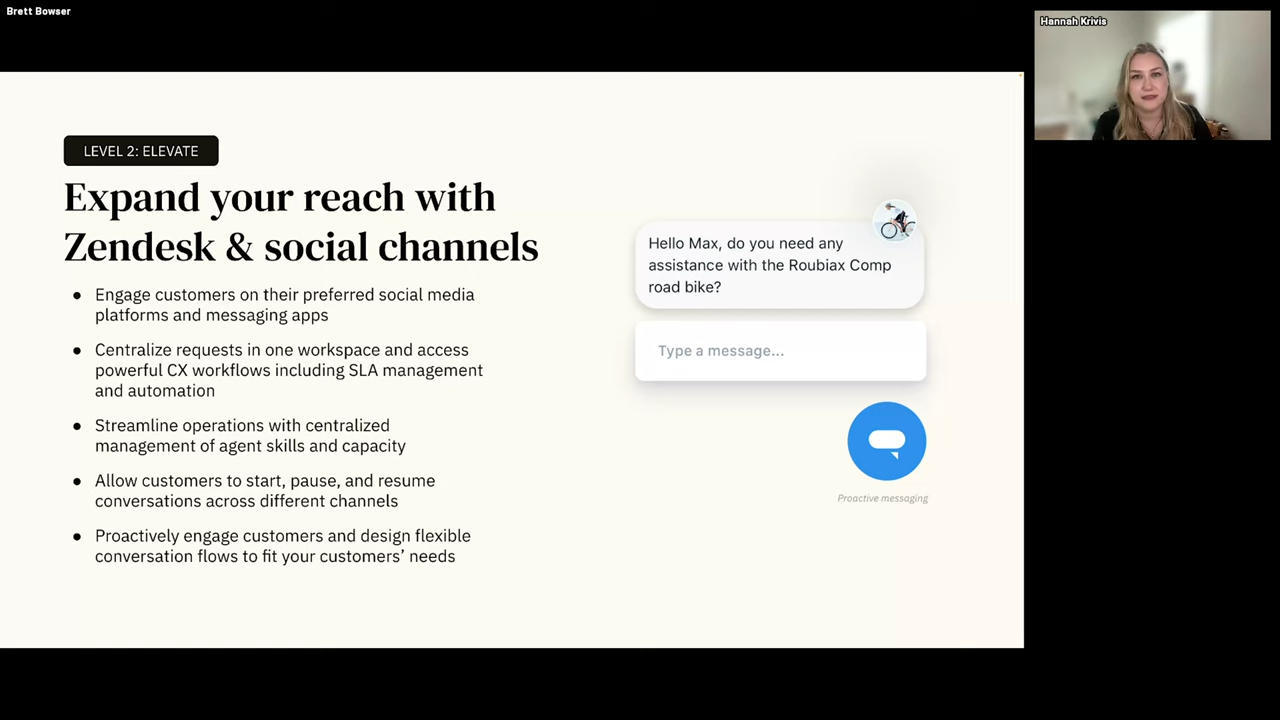 Brett Bowser
Hannah Krivis
LEVEL 2: ELEVATE
Expand your reach with
Zendesk & social channels
● Engage customers on their preferred social media
platforms and messaging apps
● Centralize requests in one workspace and access
powerful CX workflows including SLA management
and automation
● Streamline operations with centralized
management of agent skills and capacity
● Allow customers to start, pause, and resume
conversations across different channels
● Proactively engage customers and design flexible
conversation flows to fit your customers’ needs
Hello Max, do you need any
assistance with the Roubiax Comp
road bike?
Type a message...
Proactive messaging